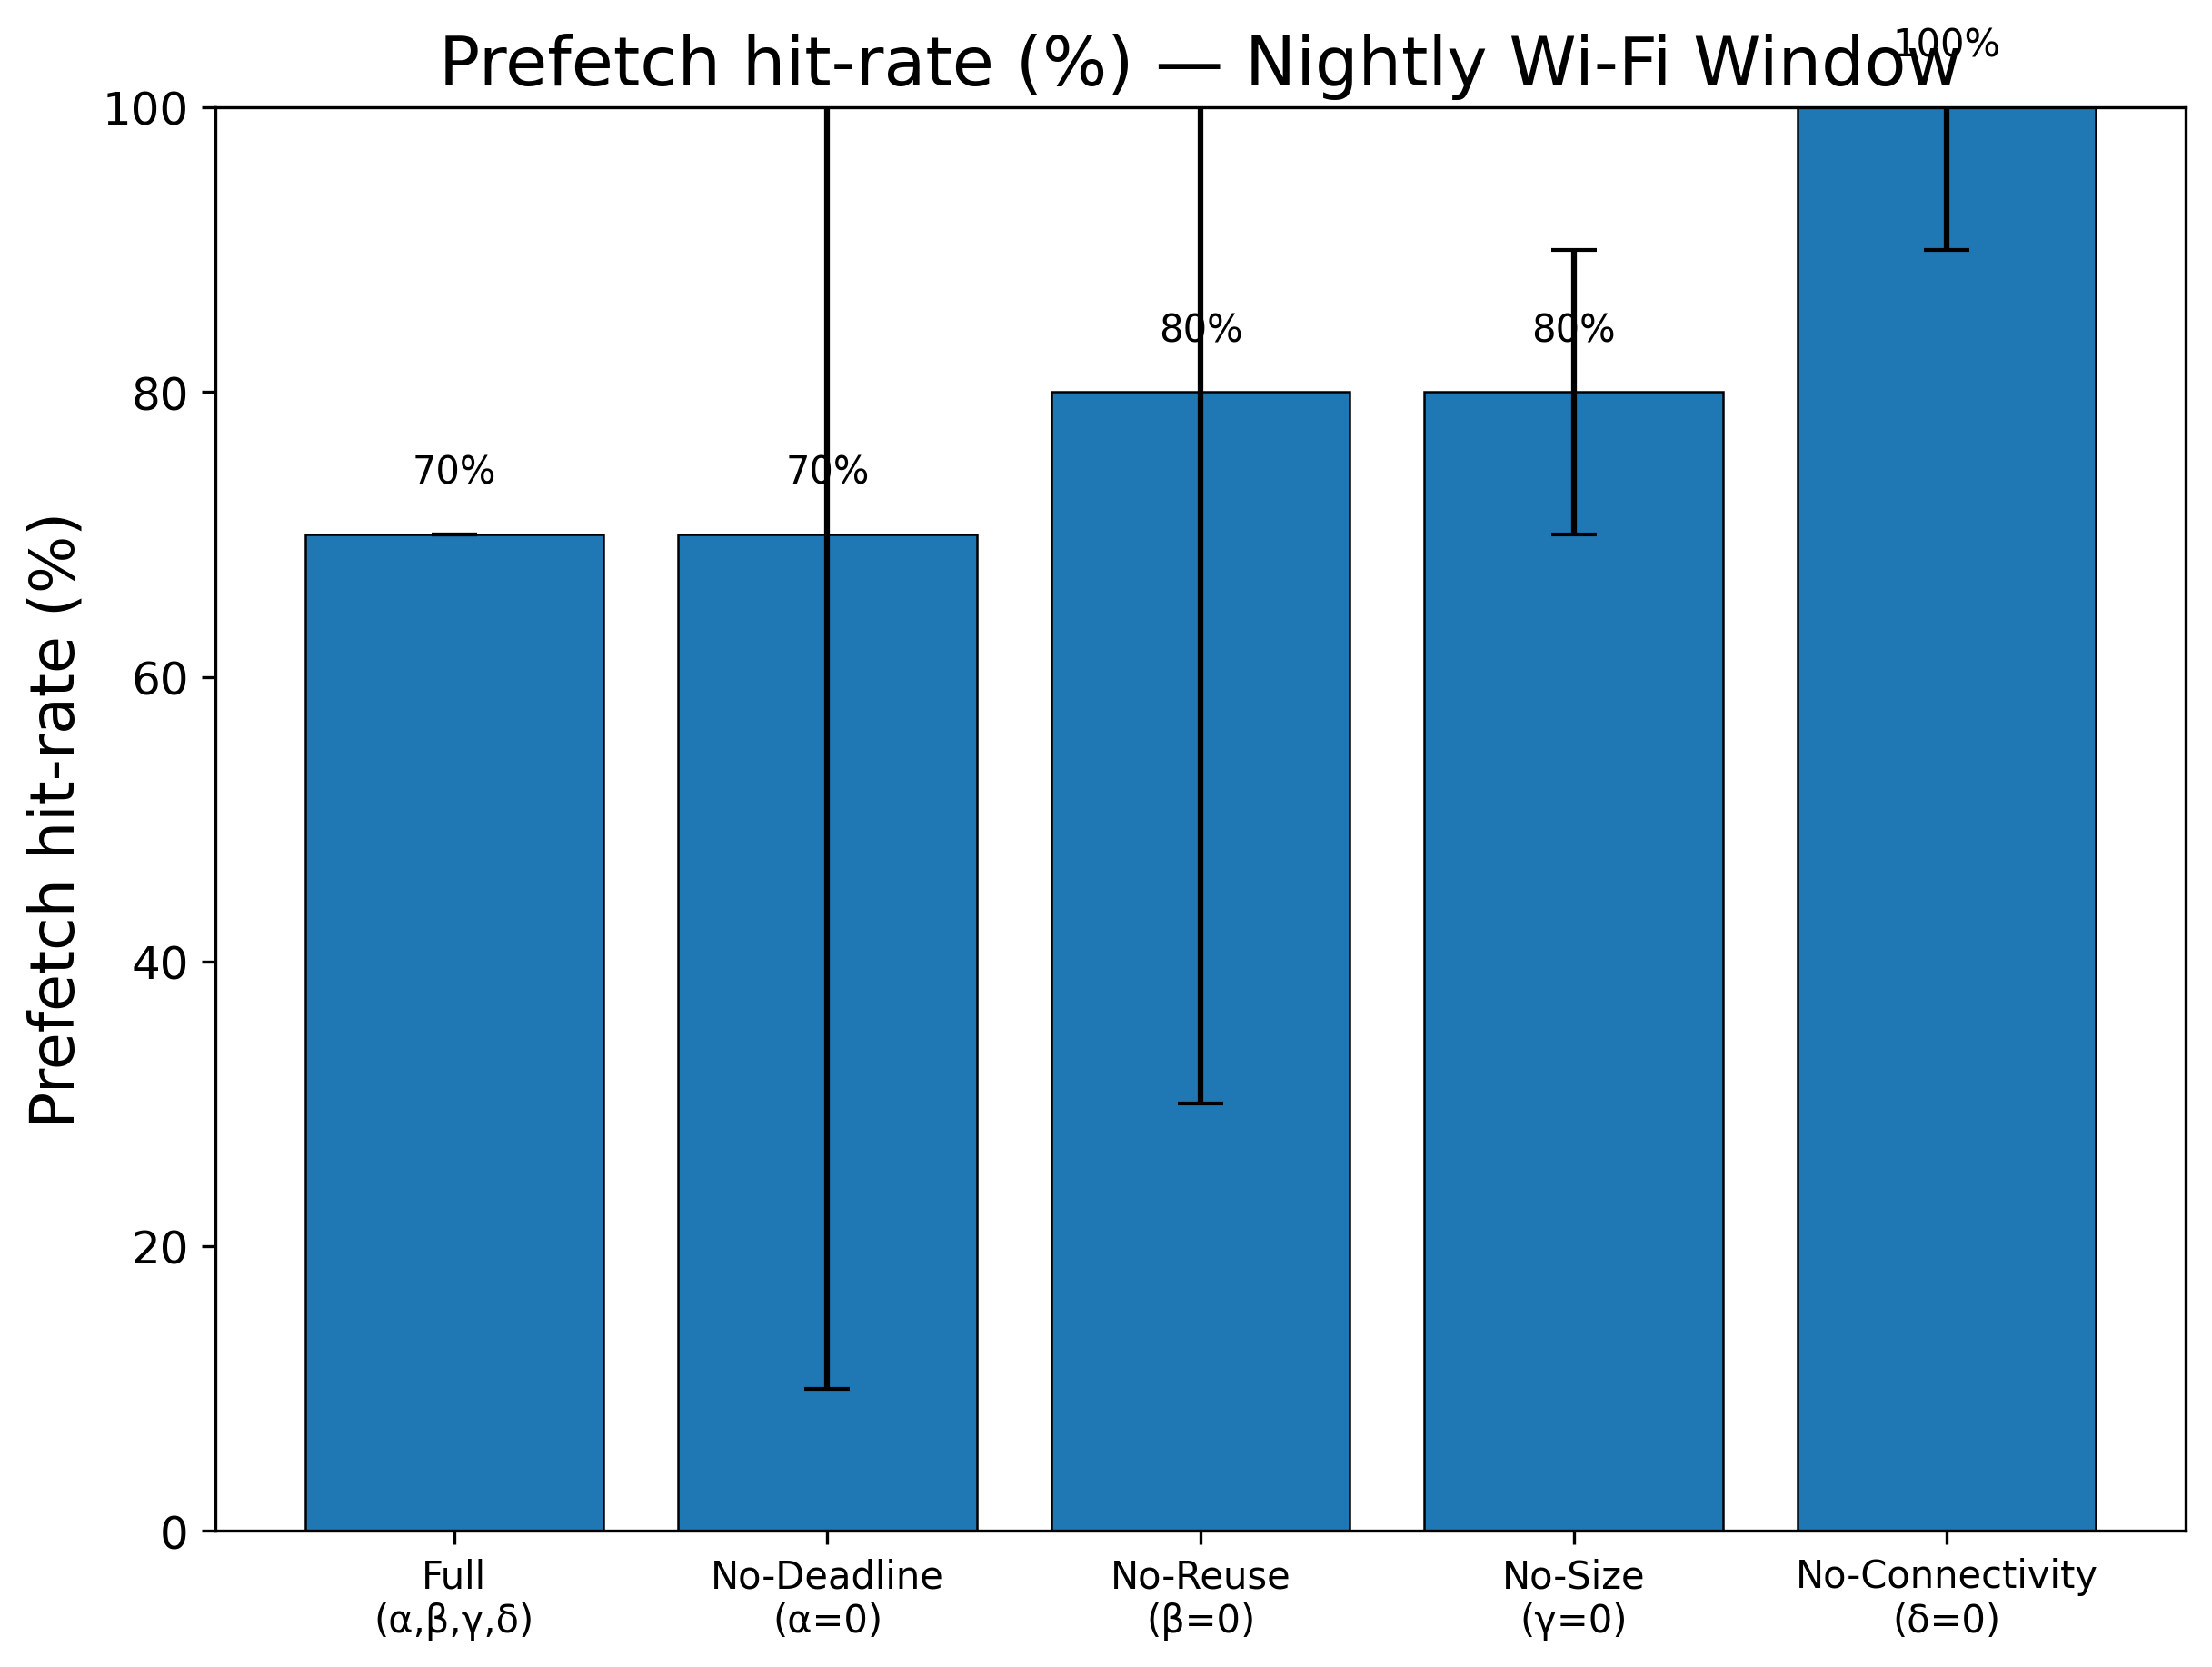 Prefetch hit-rate (%) — Nightly Wi-Fi Window
Prefetch hit-rate (%)
100
80
60
40
20
0
70%
70%
80%
80%
100%
Full
(α,β,γ,δ)
No-Deadline
(α=0)
No-Reuse
(β=0)
No-Size
(γ=0)
No-Connectivity
(δ=0)